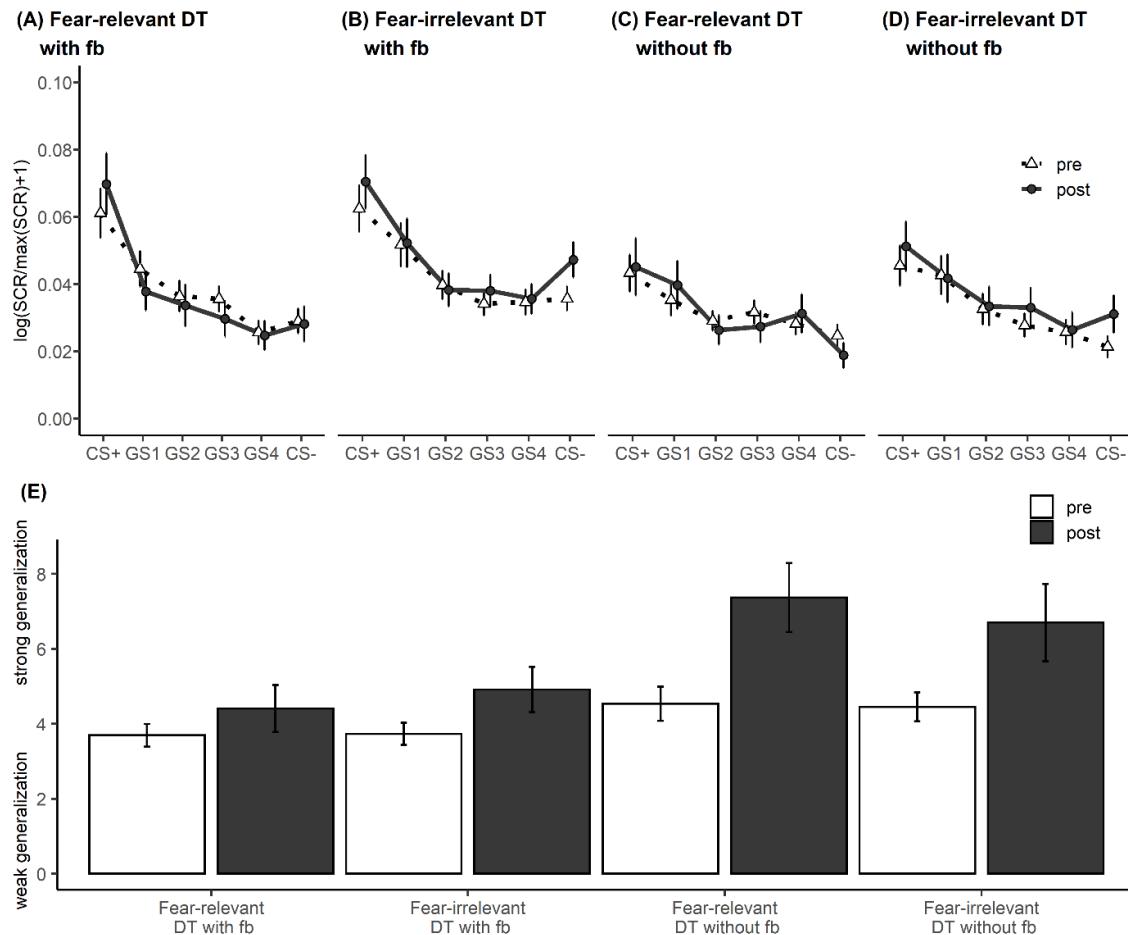 (A) Fear-relevant DT
with fb
(B) Fear-irrelevant DT
with fb
(C) Fear-relevant DT
without fb
(D) Fear-irrelevant DT
without fb
log(SCR/max(SCR)+1)
0.10
0.08
0.06
0.04
0.02
0.00
pre
post
CS+ GS1 GS2 GS3 GS4 CS-
CS+ GS1 GS2 GS3 GS4 CS-
CS+ GS1 GS2 GS3 GS4 CS-
CS+ GS1 GS2 GS3 GS4 CS-
(E)
pre
post
strong generalization
weak generalization
8
6
4
2
0
Fear-relevant
DT with fb
Fear-irrelevant
DT with fb
Fear-relevant
DT without fb
Fear-irrelevant
DT without fb